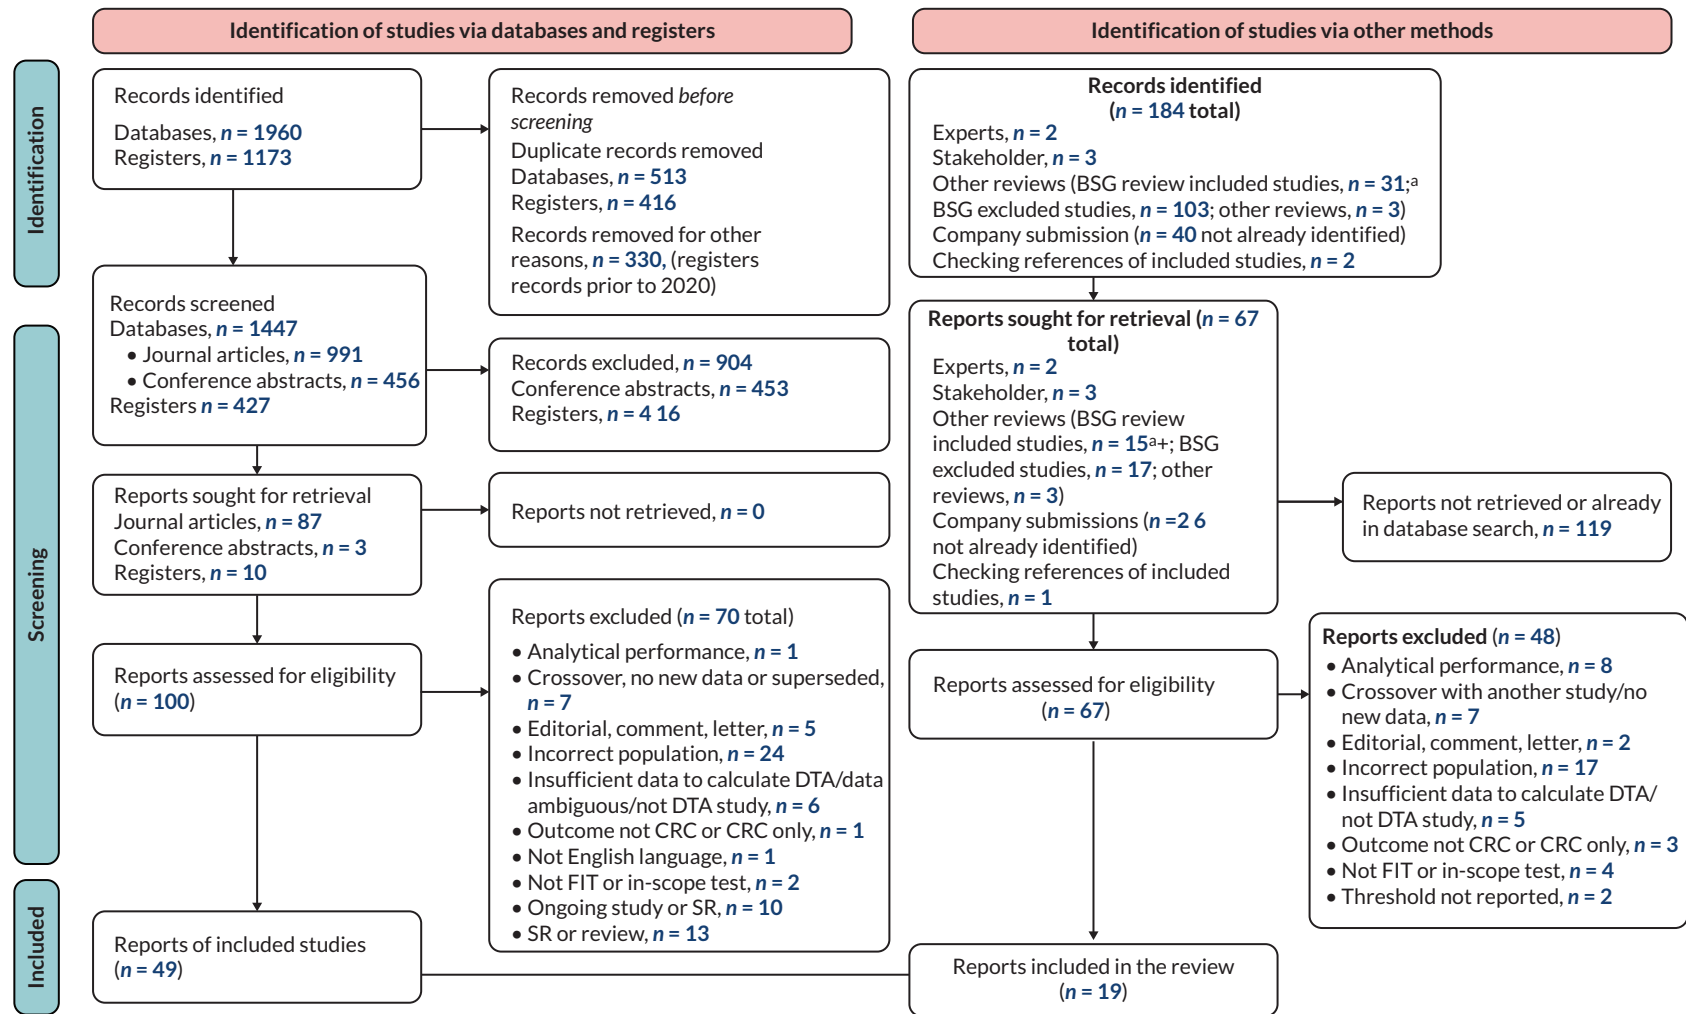 Identification of studies via databases and registers
Identification of studies via other methods
Identification
Screening
Included
Records identified
Databases, n = 1960
Registers, n = 1173
Records removed before
screening
Duplicate records removed
Databases, n = 513
Registers, n = 416
Records removed for other
reasons, n = 330, (registers
records prior to 2020)
Records screened
Databases, n = 1447
• Journal articles, n = 991
• Conference abstracts, n = 456
Registers n = 427
Records excluded, n = 904
Conference abstracts, n = 453
Registers, n = 4 16
Reports sought for retrieval
Journal articles, n = 87
Conference abstracts, n = 3
Registers, n = 10
Reports not retrieved, n = 0
Reports assessed for eligibility
(n = 100)
Reports excluded (n = 70 total)
• Analytical performance, n = 1
• Crossover, no new data or superseded,
n = 7
• Editorial, comment, letter, n = 5
• Incorrect population, n = 24
• Insufficient data to calculate DTA/data
ambiguous/not DTA study, n = 6
• Outcome not CRC or CRC only, n = 1
• Not English language, n = 1
• Not FIT or in-scope test, n = 2
• Ongoing study or SR, n = 10
• SR or review, n = 13
Reports of included studies
(n = 49)
Records identified
(n = 184 total)
Experts, n = 2
Stakeholder, n = 3
Other reviews (BSG review included studies, n = 31;a
BSG excluded studies, n = 103; other reviews, n = 3)
Company submission (n = 40 not already identified)
Checking references of included studies, n = 2
Reports sought for retrieval (n = 67
total)
Experts, n = 2
Stakeholder, n = 3
Other reviews (BSG review
included studies, n = 15a+; BSG
excluded studies, n = 17; other
reviews, n = 3)
Company submissions (n =2 6
not already identified)
Checking references of included
studies, n = 1
Reports not retrieved or already
in database search, n = 119
Reports assessed for eligibility
(n = 67)
Reports excluded (n = 48)
• Analytical performance, n = 8
• Crossover with another study/no
new data, n = 7
• Editorial, comment, letter, n = 2
• Incorrect population, n = 17
• Insufficient data to calculate DTA/
not DTA study, n = 5
• Outcome not CRC or CRC only, n = 3
• Not FIT or in-scope test, n = 4
• Threshold not reported, n = 2
Reports included in the review
(n = 19)